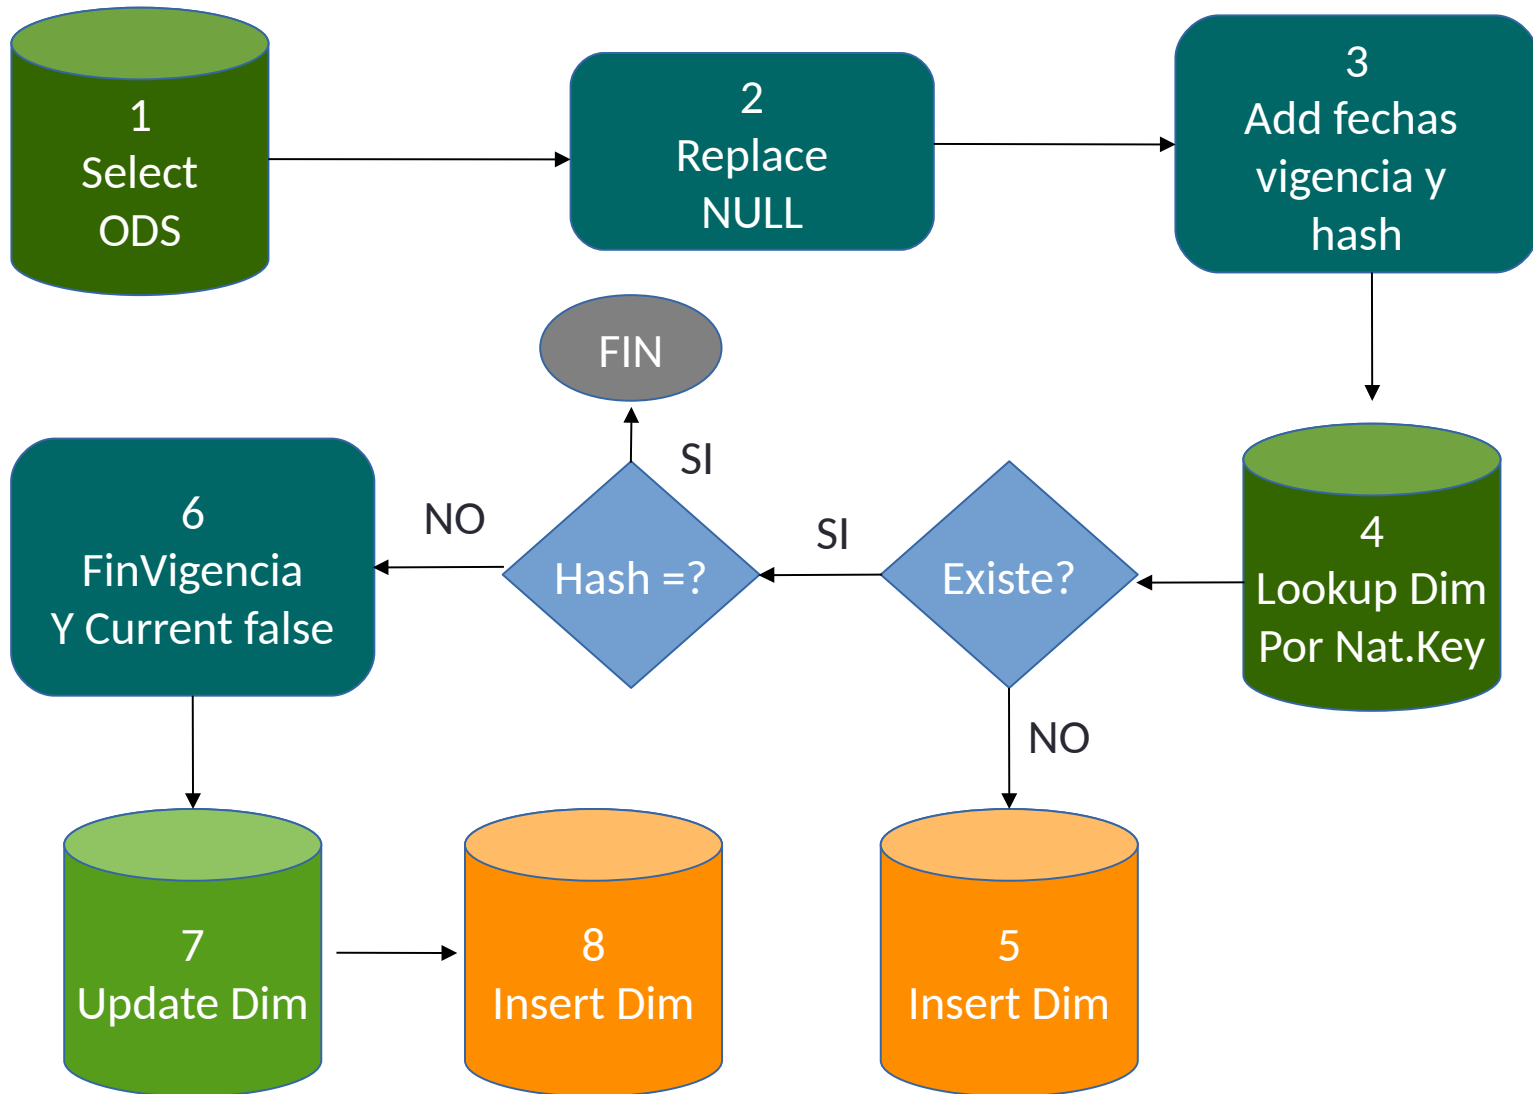 1
Select
ODS
2
Replace
NULL
3
Add fechas
vigencia y
hash
FIN
SI
NO
6
FinVigencia
Y Current false
Hash =?
SI
Existe?
4
Lookup Dim
Por Nat.Key
NO
7
Update Dim
8
Insert Dim
5
Insert Dim